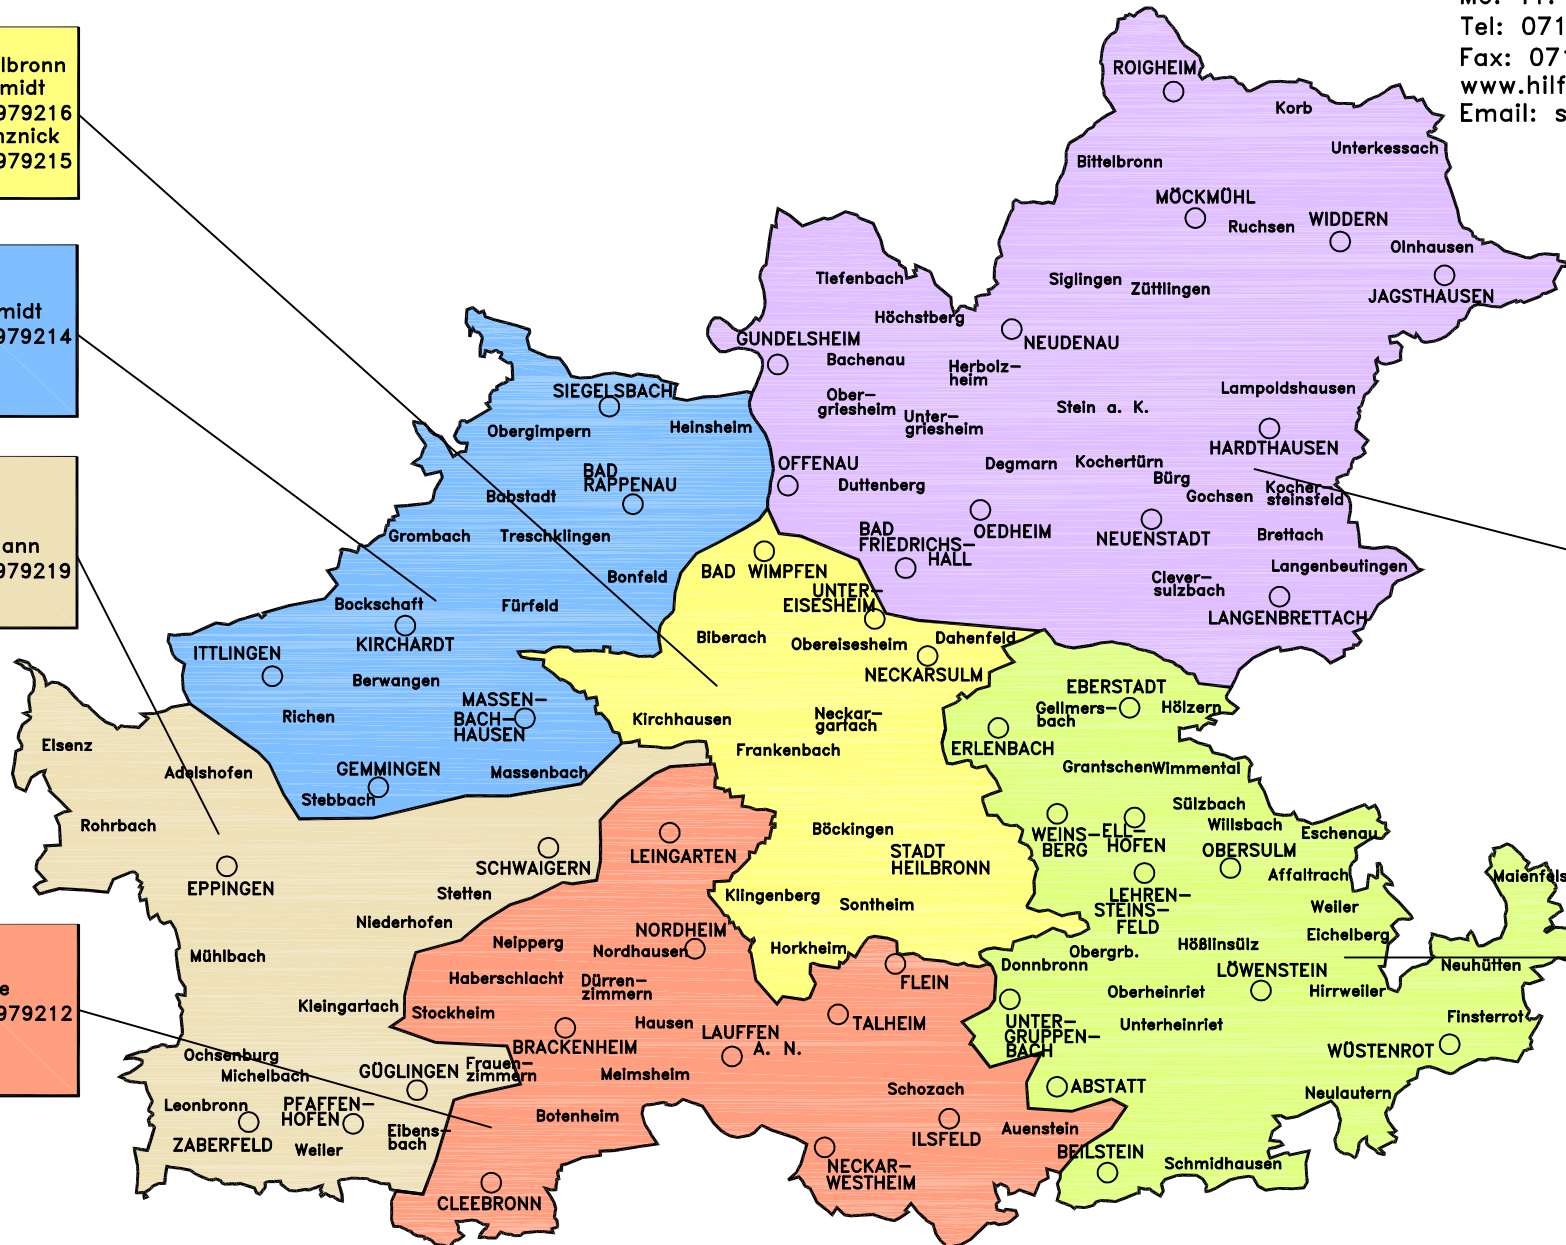 Tel: 071
Fax: 071
www.hilf
Email: s
lbronn
midt
979216
nznick
979215
midt
979214
ann
979219
e
979212
ROIGHEIM
Korb
Unterkessach
Bittelbronn
MÖCKMÜHL
Ruchsen
WIDDERN
Olnhausen
JAGSTHAUSEN
Tiefenbach
Siglingen
Züttlingen
Höchstberg
GUNDELSHEIM
NEUDENAU
Bachenau
Herbolz-
heim
Lampoldshausen
Ober-
griesheim
Unter-
griesheim
Stein a. K.
HARDTHAUSEN
OFFENAU
Degmarn
Kochertürn
Bürg
Duttenberg
Gochsen
Kocher-
steinsfeld
BAD
FRIEDRICHS-
HALL
OEDHEIM
NEUENSTADT
Brettach
Langenbeutingen
Clever-
sulzbach
LANGENBRETTACH
SIEGELSBACH
Obergimpern
Heinsheim
BAD
RAPPENAU
Babstadt
Grombach
Treschklingen
Bonfeld
Bockschaft
Fürfeld
KIRCHARDT
ITTLINGEN
Berwangen
Richen
MASSEN-
BACH-
HAUSEN
GEMMINGEN
Massenbach
Stebbach
BAD WIMPFEN
UNTER-
EISESHEIM
Biberach
Obereisesheim
Dahenfeld
NECKARSULM
Kirchhausen
Neckar-
gartach
Frankenbach
Böckingen
STADT
HEILBRONN
Klingenberg
Sontheim
Horkheim
EBERSTADT
Gellmers-
bach
Hölzern
ERLENBACH
Grantschen
Wimmental
Sülzbach
Willsbach
Eschenau
WEINS-
BERG
ELL-
HOFEN
OBERSULM
Affaltrach
LEHREN-
STEINS-
FELD
Weiler
Eichelberg
Maienfels
Hößlinsülz
Obergrb.
Donnbronn
LÖWENSTEIN
Neuhütten
Oberheinriet
Hirrweiler
UNTER-
GRUPPEN-
BACH
Unterheinriet
Finsterrot
WÜSTENROT
ABSTATT
Neulautern
BEILSTEIN
Schmidhausen
Elsenz
Adelshofen
Rohrbach
EPPINGEN
SCHWAIGERN
Stetten
Niederhofen
Mühlbach
Kleingartach
Ochsenburg
Michelbach
GÜGLINGEN
Frauen-
zimmern
Leonbronn
PFAFFEN-
HOFEN
ZABERFELD
Weiler
Eibens-
bach
LEINGARTEN
NORDHEIM
Neipperg
Nordhausen
Haberschlacht
Dürren-
zimmern
Stockheim
Hausen
FLEIN
TALHEIM
BRACKENHEIM
LAUFFEN
A. N.
Meimsheim
Schozach
Botenheim
ILSFELD
Auenstein
NECKAR-
WESTHEIM
CLEEBRONN